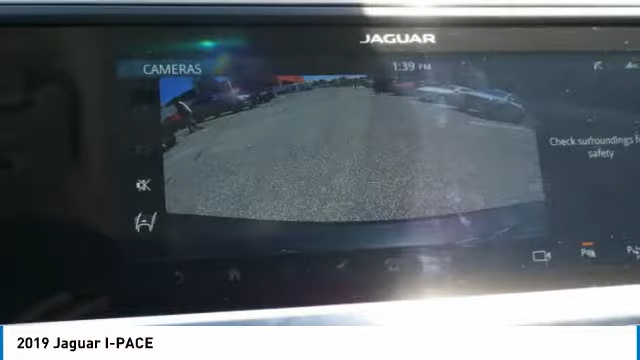 JAGUAR
CAMERAS
1:39 PM
Check surroundings
safety
2019 Jaguar I-PACE